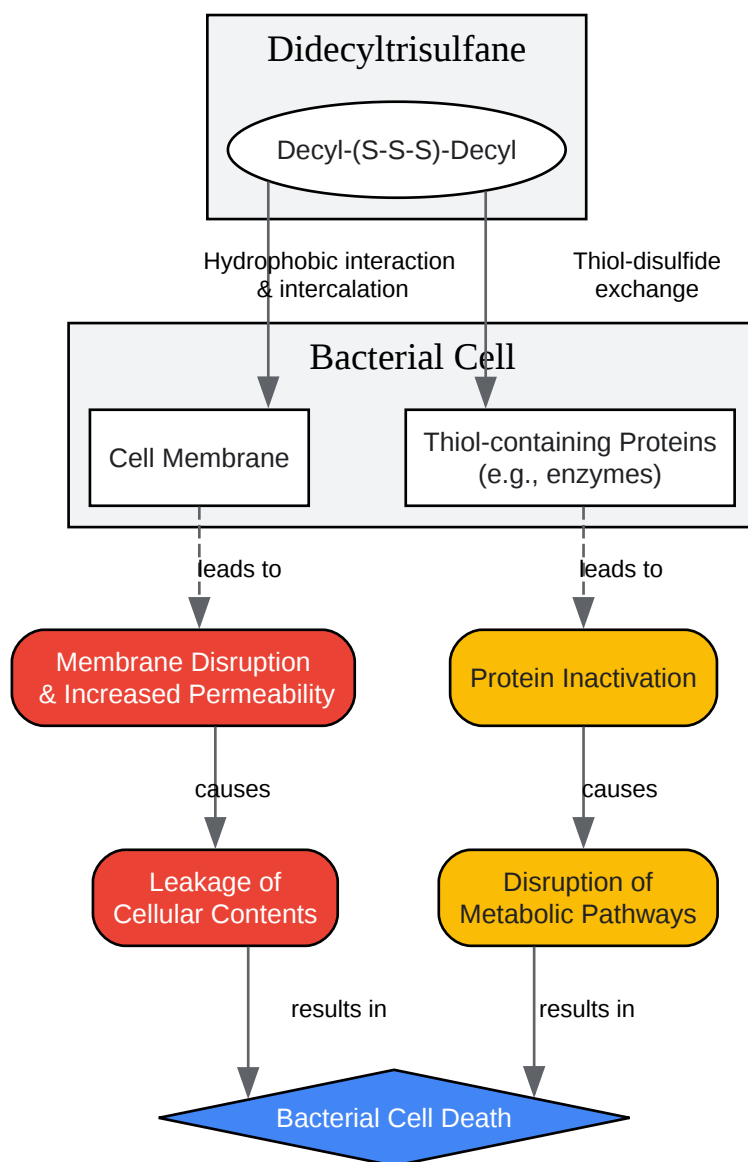 Didecyltrisulfane
Decyl-(S-S-S)-Decyl
Hydrophobic interaction
& intercalation
Thiol-disulfide
exchange
Bacterial Cell
Cell Membrane
Thiol-containing Proteins
(e.g., enzymes)
leads to
leads to
Membrane Disruption
& Increased Permeability
Protein Inactivation
causes
causes
Leakage of
Cellular Contents
Disruption of
Metabolic Pathways
results in
results in
Bacterial Cell Death